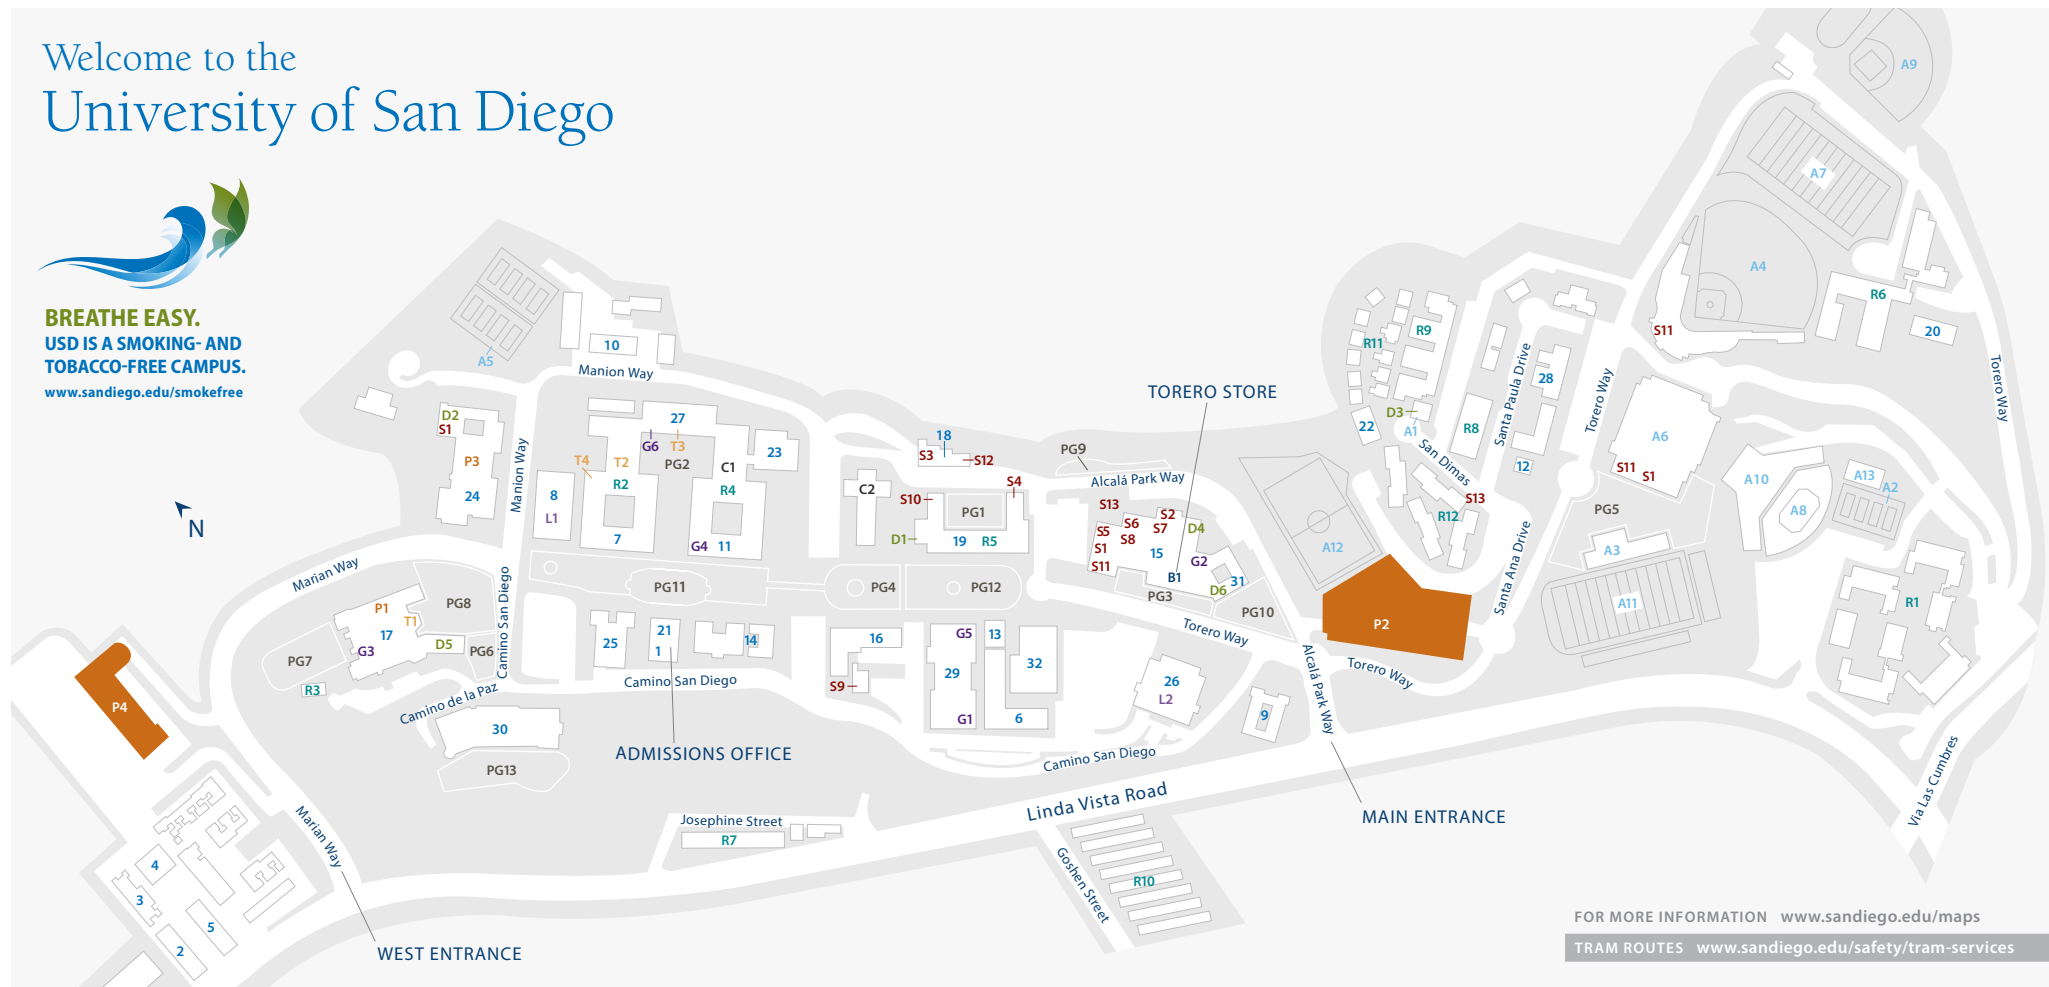 Welcome to the
University of San Diego
BREATHE EASY.
USD IS A SMOKING- AND
TOBACCO-FREE CAMPUS.
www.sandiego.edu/smokefree
N
A9
A7
A4
R6
20
S11
Torero Way
A5
10
Manion Way
D2
S1
P3
24
Manion Way
27
G6
T3
PG2
T4
T2
R2
C1
R4
23
8
L1
7
G4
11
18
S3
S12
C2
S10
S4
PG1
D1
19
R5
PG9
Alcalá Park Way
TORERO STORE
S13
S2
S6
S7
S5
S8
D4
S1
15
S11
G2
B1
D6
31
PG3
PG10
A12
R9
R11
D3
A1
22
R8
San Dimas
Santa Paula Drive
28
12
S13
R12
Torero Way
A6
S11
S1
PG5
A10
A8
A13
A2
A3
A11
R1
Santa Ana Drive
P2
Marian Way
P1
T1
17
G3
D5
PG8
PG7
PG6
R3
Camino San Diego
Camino de la Paz
30
PG13
PG11
PG4
PG12
25
21
1
14
Camino San Diego
ADMISSIONS OFFICE
16
S9
G5
13
29
32
G1
6
26
L2
9
Torero Way
Torero Way
Alcalá Park Way
Camino San Diego
Linda Vista Road
MAIN ENTRANCE
Via Las Cumbres
Josephine Street
R7
Goshen Street
R10
P4
4
3
5
2
Marian Way
WEST ENTRANCE
FOR MORE INFORMATION www.sandiego.edu/maps
TRAM ROUTES www.sandiego.edu/safety/tram-services